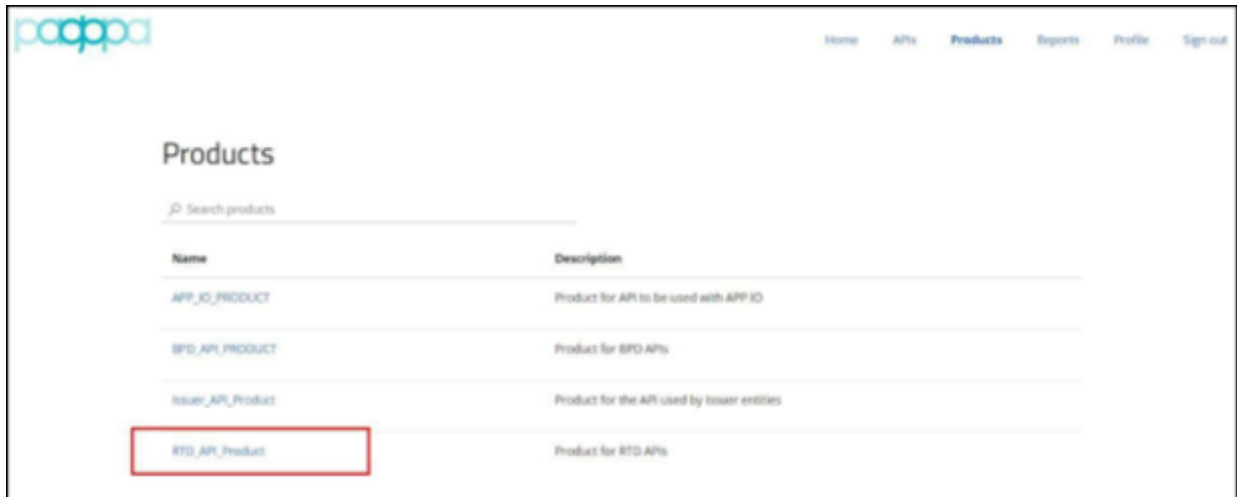 pagopa
Home APIs Products Reports Profile Sign out
Products
Search products
Name Description
APP_IO_PRODUCT Product for API to be used with APP IO
BPD_API_PRODUCT Product for BPD APIs
Issuer_API_Product Product for the API used by Issuer entities
RTD_API_Product Product for RTD APIs